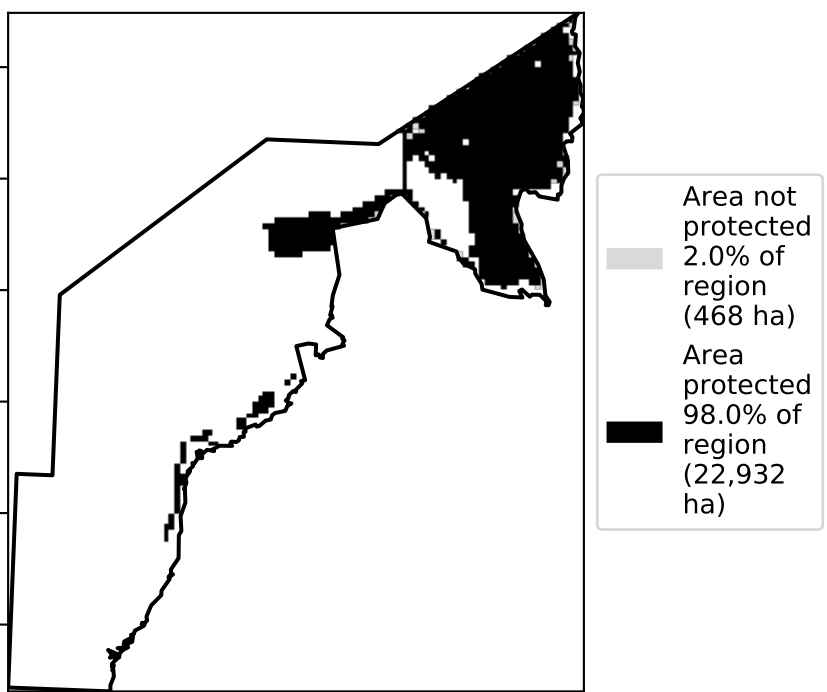 Area not
protected
2.0% of
region
(468 ha)
Area
protected
98.0% of
region
(22,932
ha)